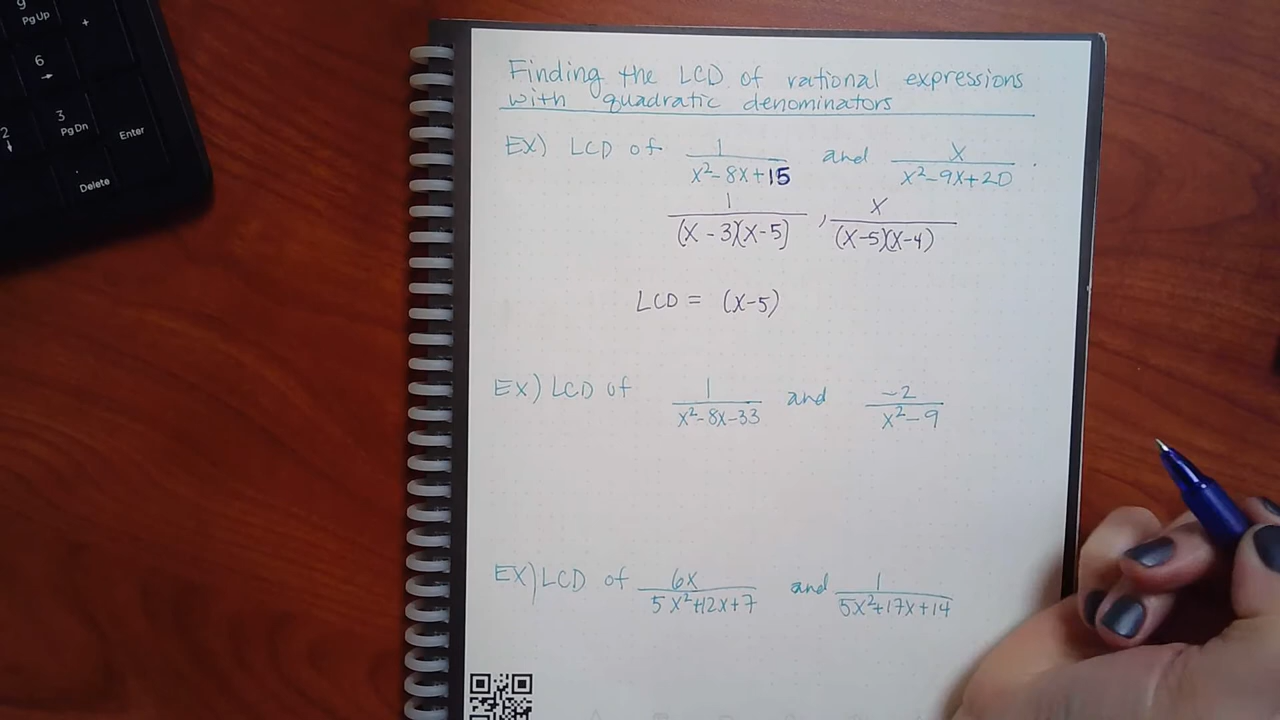 9
PgUp
+
6
→
3
PgDn
2
↓
Enter
.
Delete
Finding the LCD of rational expressions
with quadratic denominators
EX) LCD of 1/(x²-8x+15) and x/(x²-9x+20).
1/((x-3)(x-5)), x/((x-5)(x-4))
LCD = (x-5)
EX) LCD of 1/(x²-8x-33) and -2/(x²-9)
EX) LCD of 6x/(5x²+12x+7) and 1/(5x²+17x+14)